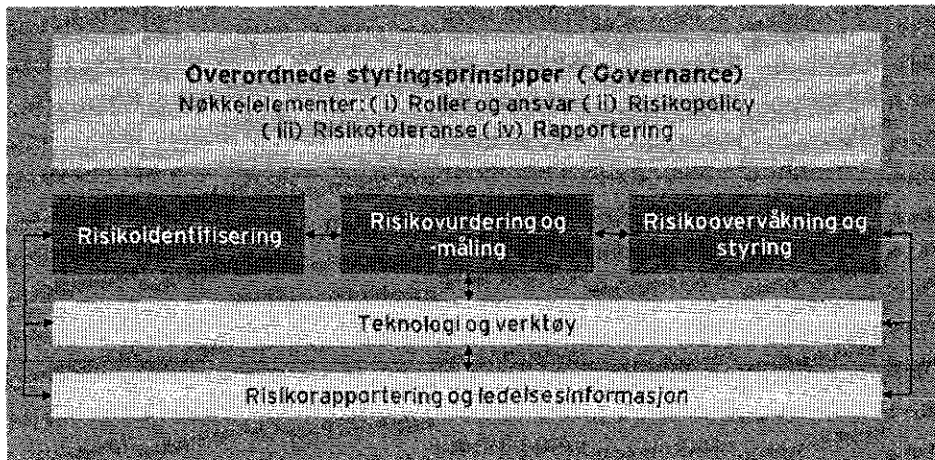 Overordnede styringsprinsipper (Governance)
Nøkkelelementer: (i) Roller og ansvar (ii) Risikopolicy
(iii) Risikotoleranse (iv) Rapportering
Risikoidentifisering
Risikovurdering og
-måling
Risikoovervåkning og
styring
Teknologi og verktøy
Risikorapportering og ledelsesinformasjon